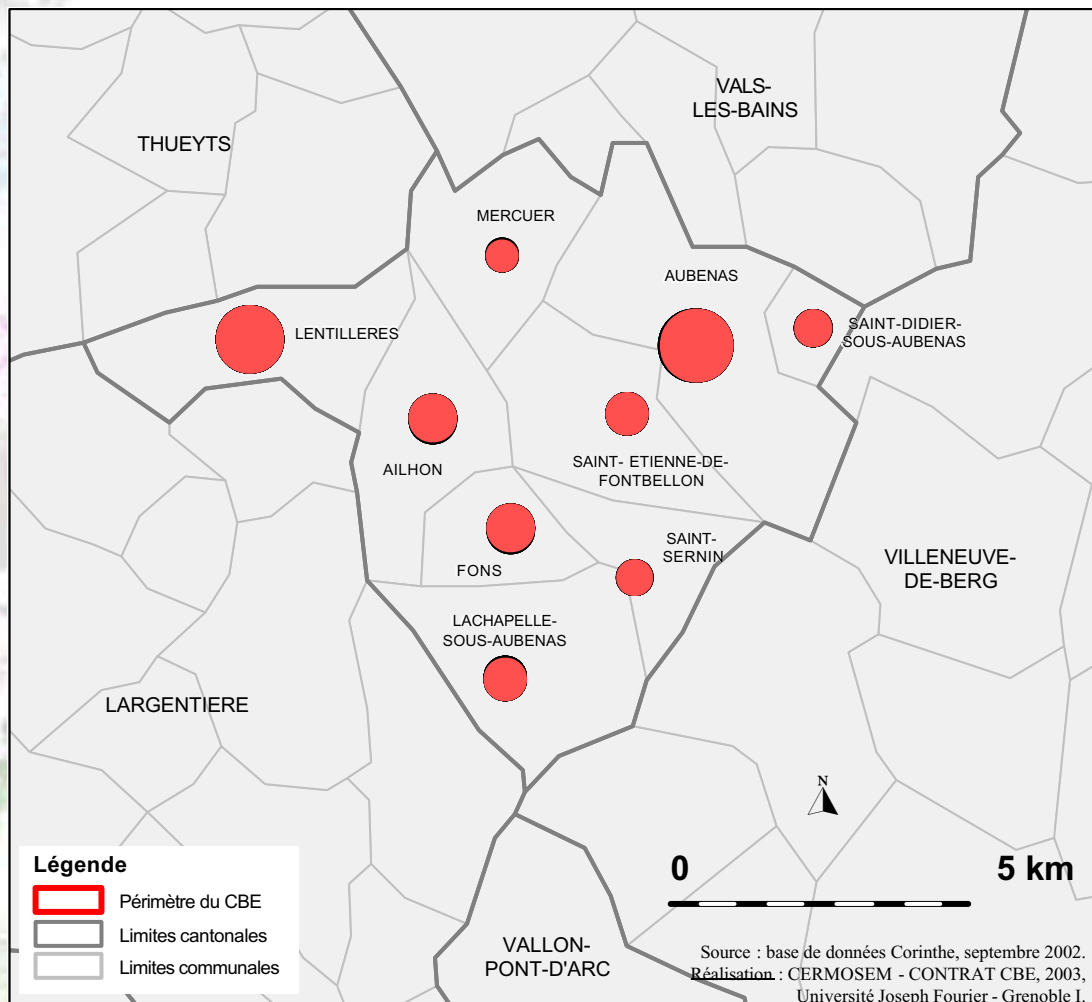 VALS-
LES-BAINS
THUEYTS
MERCUER
AUBENAS
LENTILLERES
SAINT-DIDIER-
SOUS-AUBENAS
AILHON
SAINT- ETIENNE-DE-
FONTBELLON
SAINT-
SERNIN
FONS
VILLENEUVE-
DE-BERG
LACHAPELLE-
SOUS-AUBENAS
LARGENTIERE
N
0 5 km
Légende
Périmètre du CBE
Limites cantonales
Limites communales
VALLON-
PONT-D'ARC
Source : base de données Corinthe, septembre 2002.
Réalisation : CERMOSEM - CONTRAT CBE, 2003,
Université Joseph Fourier - Grenoble I.